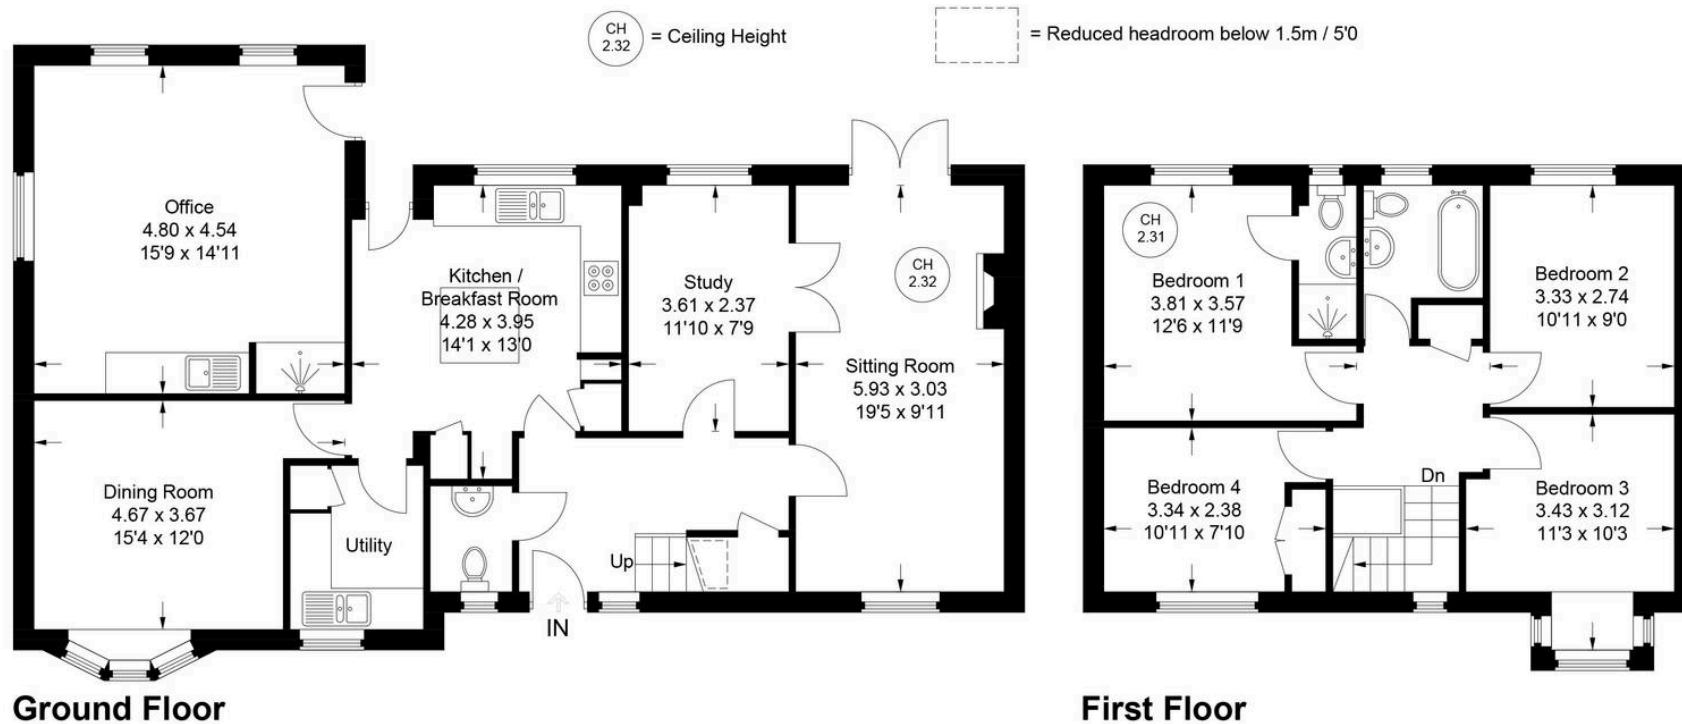 CH
2.32
= Ceiling Height
= Reduced headroom below 1.5m / 5'0
Office
4.80 x 4.54
15'9 x 14'11
Kitchen /
Breakfast Room
4.28 x 3.95
14'1 x 13'0
Study
3.61 x 2.37
11'10 x 7'9
CH
2.32
Sitting Room
5.93 x 3.03
19'5 x 9'11
Dining Room
4.67 x 3.67
15'4 x 12'0
Utility
Up
IN
Ground Floor
CH
2.31
Bedroom 1
3.81 x 3.57
12'6 x 11'9
Bedroom 2
3.33 x 2.74
10'11 x 9'0
Bedroom 4
3.34 x 2.38
10'11 x 7'10
Dn
Bedroom 3
3.43 x 3.12
11'3 x 10'3
First Floor